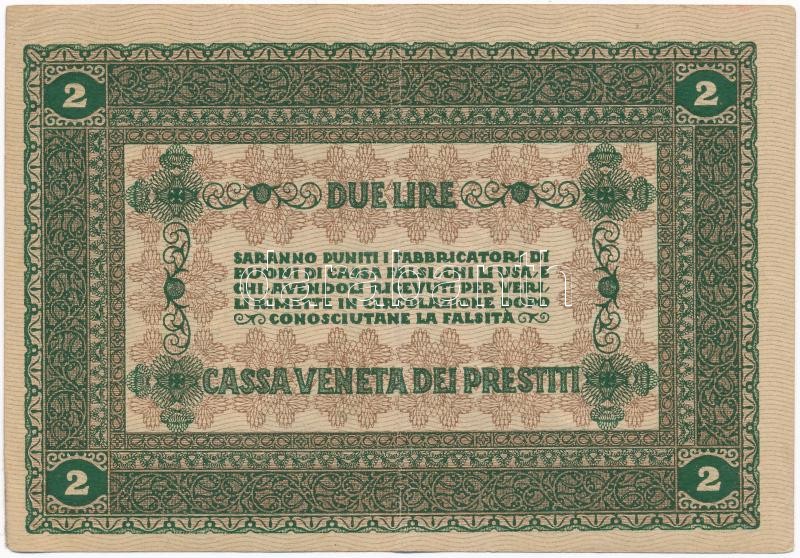 2 2
DUE LIRE
SARANNO PUNITI I FABBRICATORI DI
BUONI DI CASSA FALSI, CHI LI USA, E
CHI AVENDOLI RICEVUTI PER VERI,
LI RIMETTE IN CIRCOLAZIONE DOPO
CONOSCIUTANE LA FALSITÀ
CASSA VENETA DEI PRESTITI
2 2